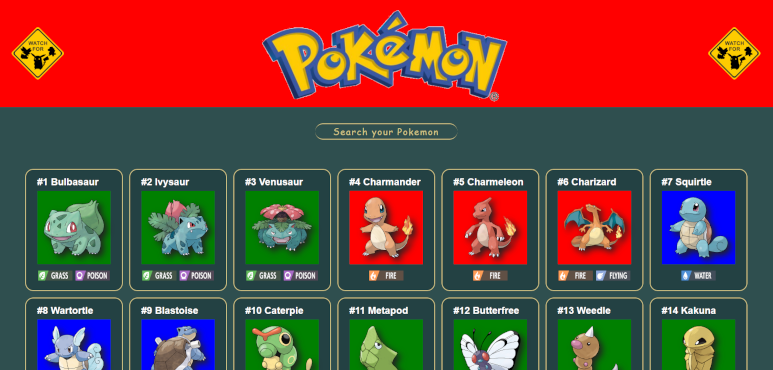 WATCH
FOR
POKéMON
WATCH
FOR
Search your Pokemon
#1 Bulbasaur
#2 Ivysaur
#3 Venusaur
#4 Charmander
#5 Charmeleon
#6 Charizard
#7 Squirtle
GRASS POISON
GRASS POISON
GRASS POISON
FIRE
FIRE
FIRE FLYING
WATER
#8 Wartortle
#9 Blastoise
#10 Caterpie
#11 Metapod
#12 Butterfree
#13 Weedle
#14 Kakuna